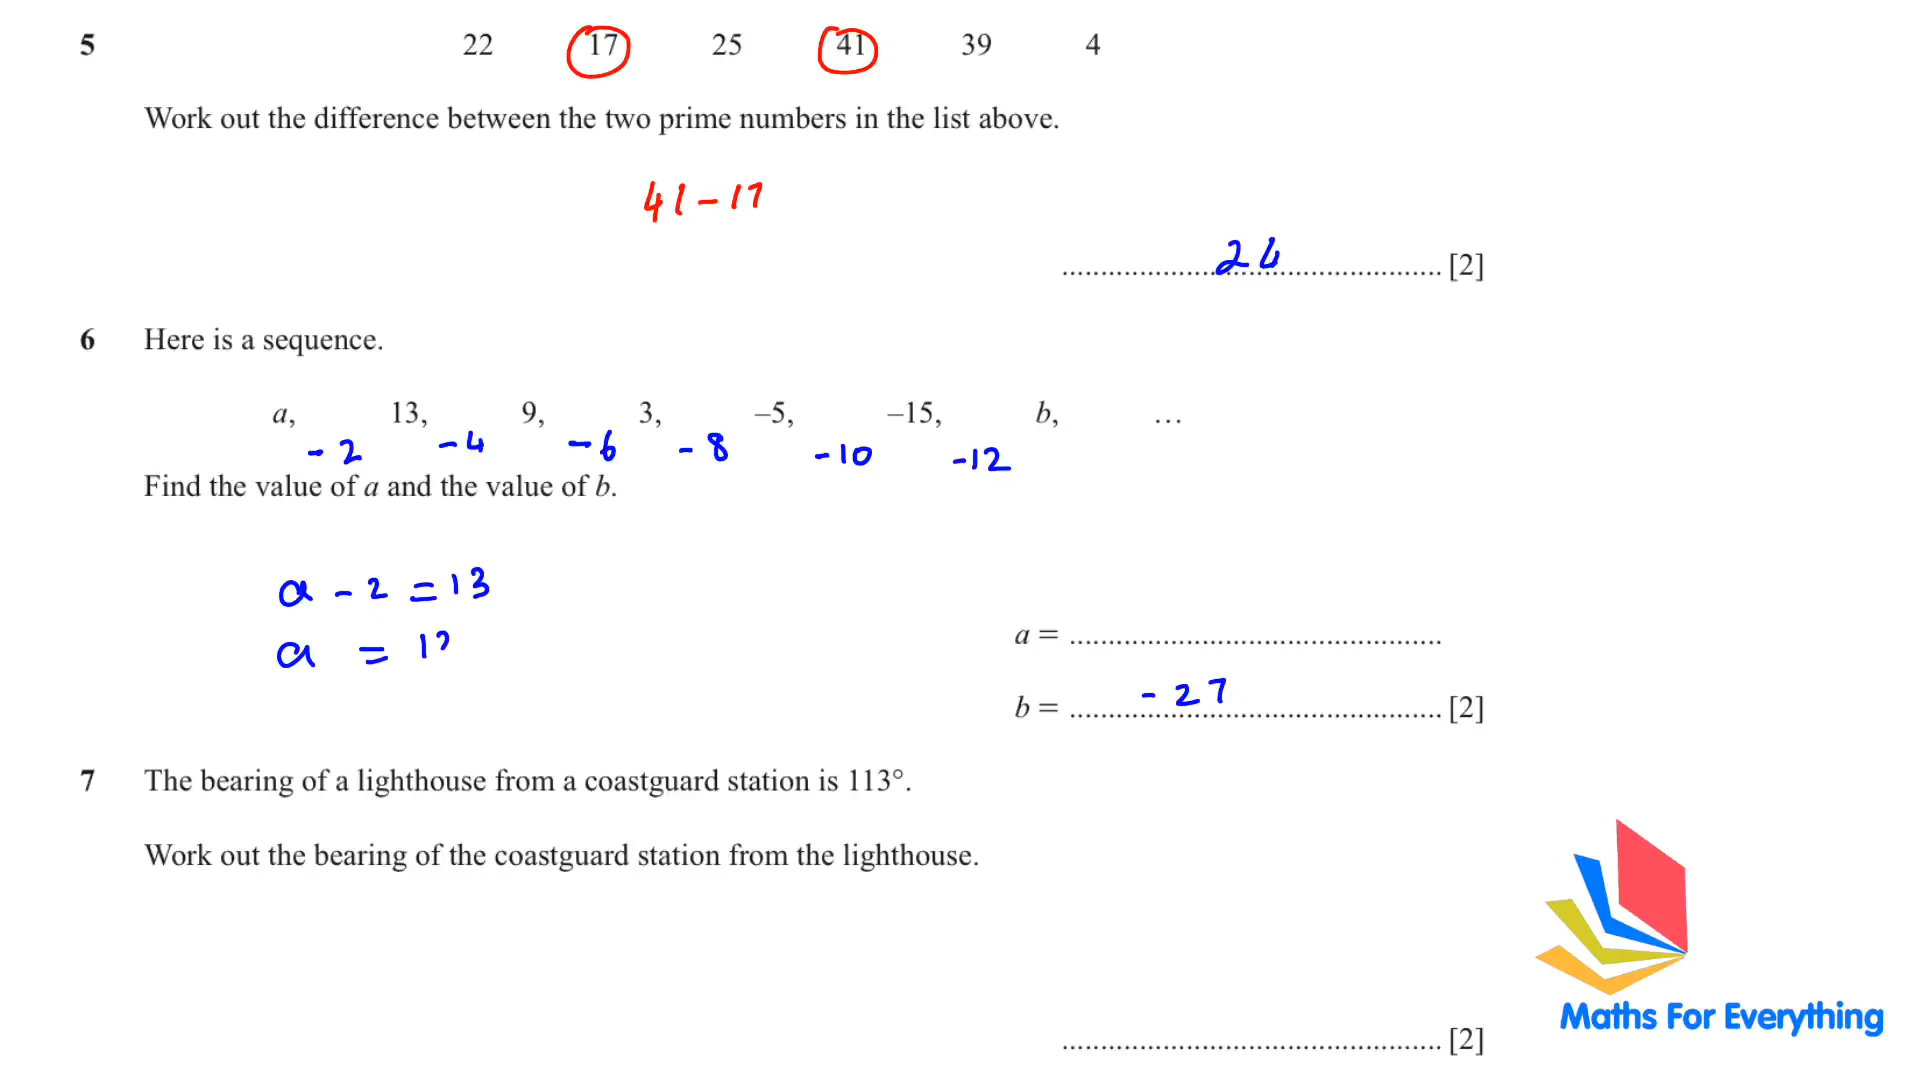 5 22 17 25 41 39 4
Work out the difference between the two prime numbers in the list above.
41 - 17
24
................................................ [2]
6 Here is a sequence.
a, 13, 9, 3, –5, –15, b, …
- 2 - 4 - 6 - 8 - 10 - 12
Find the value of a and the value of b.
a - 2 = 13
a = ................................................
a =
- 27
b = ................................................ [2]
7 The bearing of a lighthouse from a coastguard station is 113°.
Work out the bearing of the coastguard station from the lighthouse.
Maths For Everything
................................................ [2]